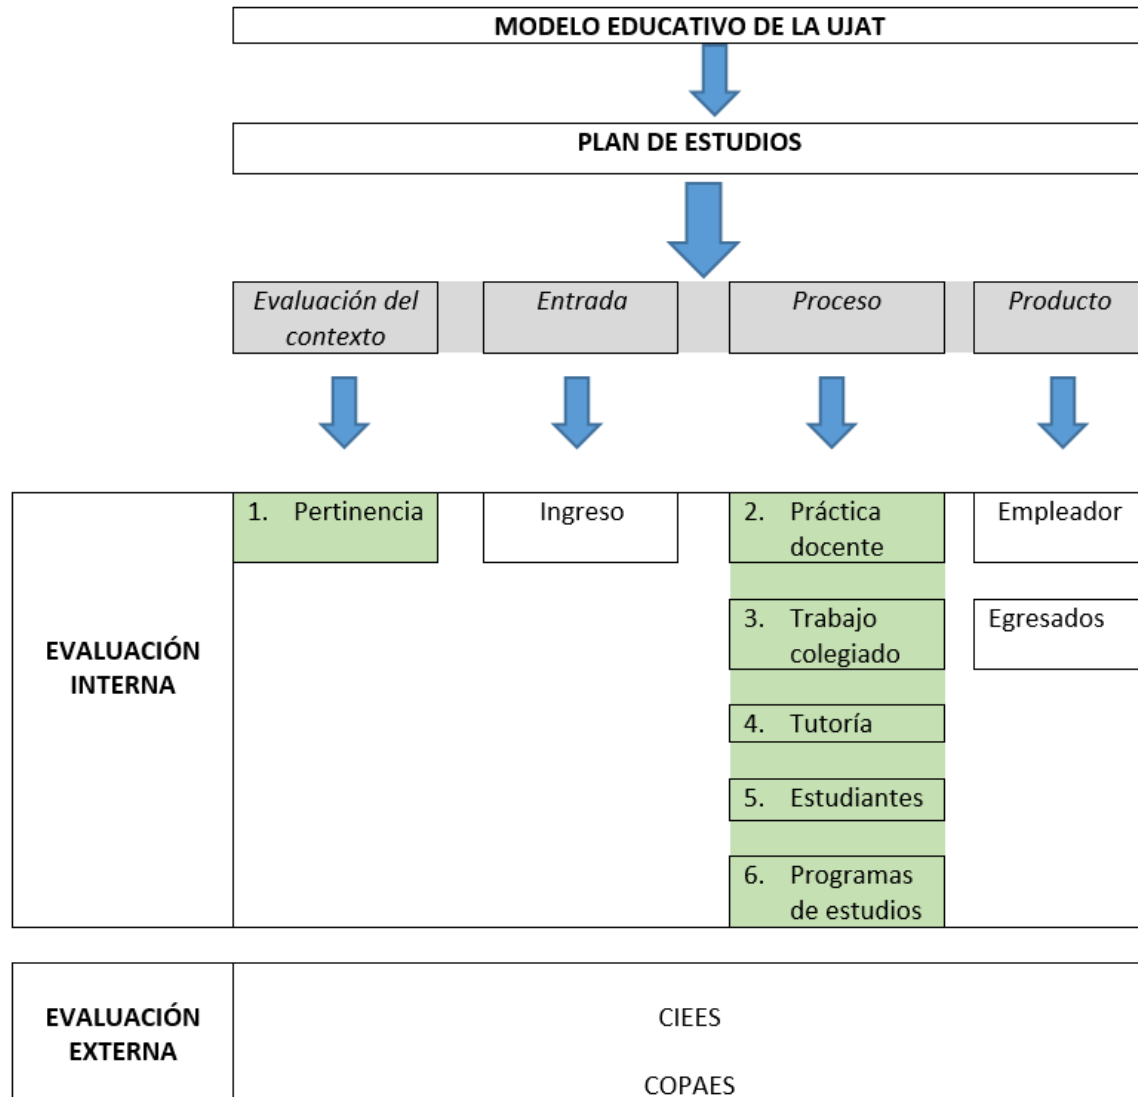 MODELO EDUCATIVO DE LA UJAT
PLAN DE ESTUDIOS
Evaluación del
contexto
Entrada
Proceso
Producto
EVALUACIÓN
INTERNA
1. Pertinencia
Ingreso
2. Práctica
docente
3. Trabajo
colegiado
4. Tutoría
5. Estudiantes
6. Programas
de estudios
Empleador
Egresados
EVALUACIÓN
EXTERNA
CIEES
COPAES